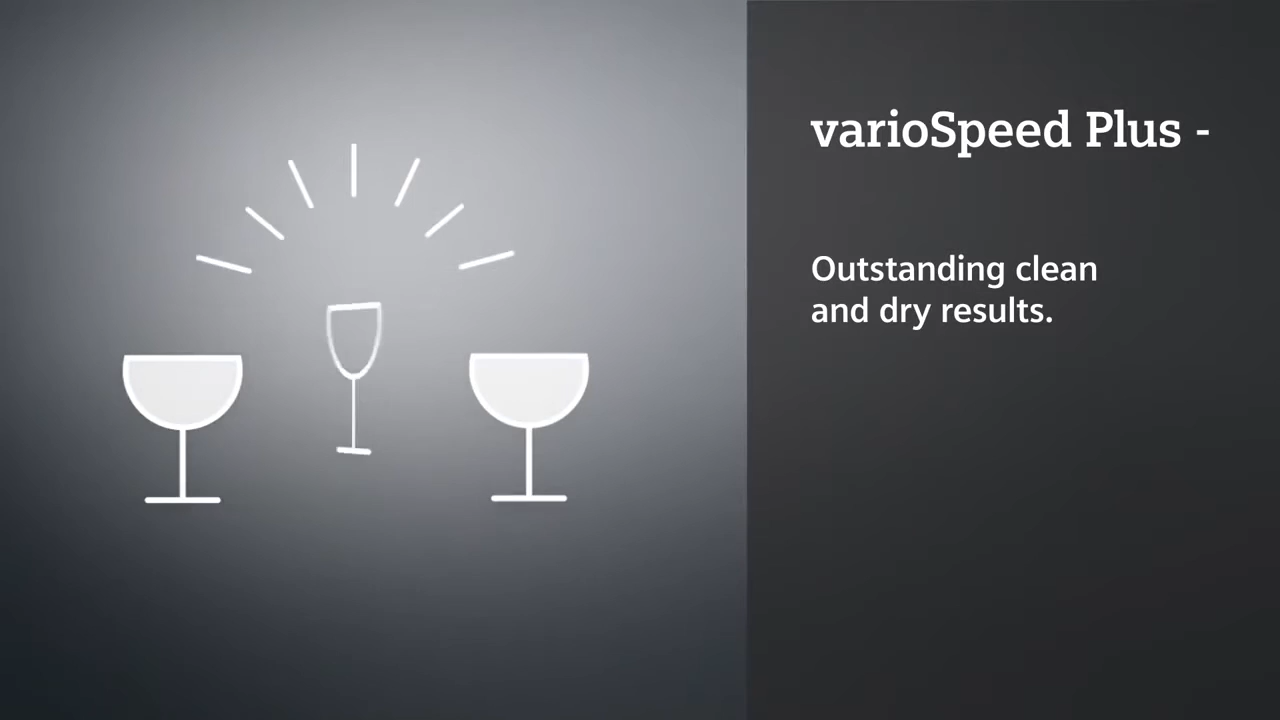 varioSpeed Plus -
Outstanding clean
and dry results.